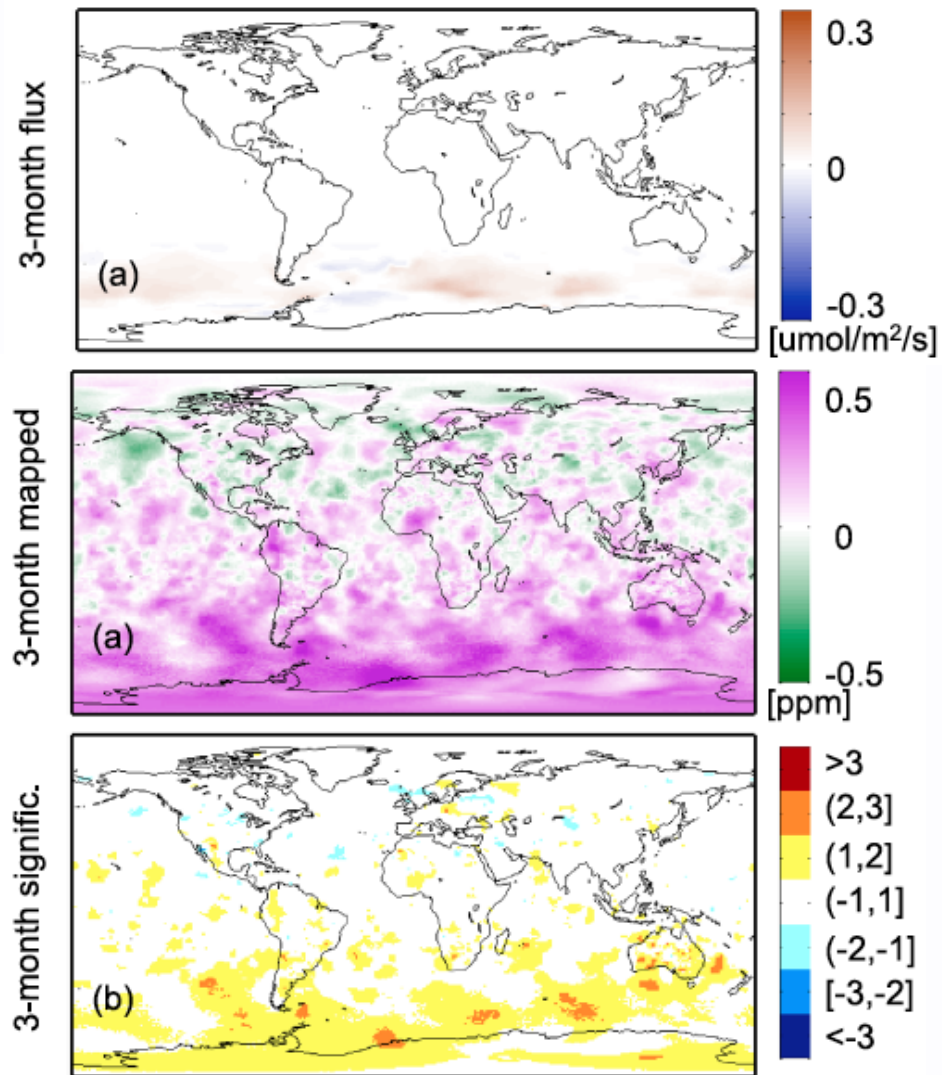 3-month flux
(a)
0.3
0
-0.3
[umol/m²/s]
3-month mapped
(a)
0.5
0
-0.5
[ppm]
3-month signific.
(b)
>3
(2,3]
(1,2]
(-1,1]
(-2,-1]
[-3,-2]
<-3